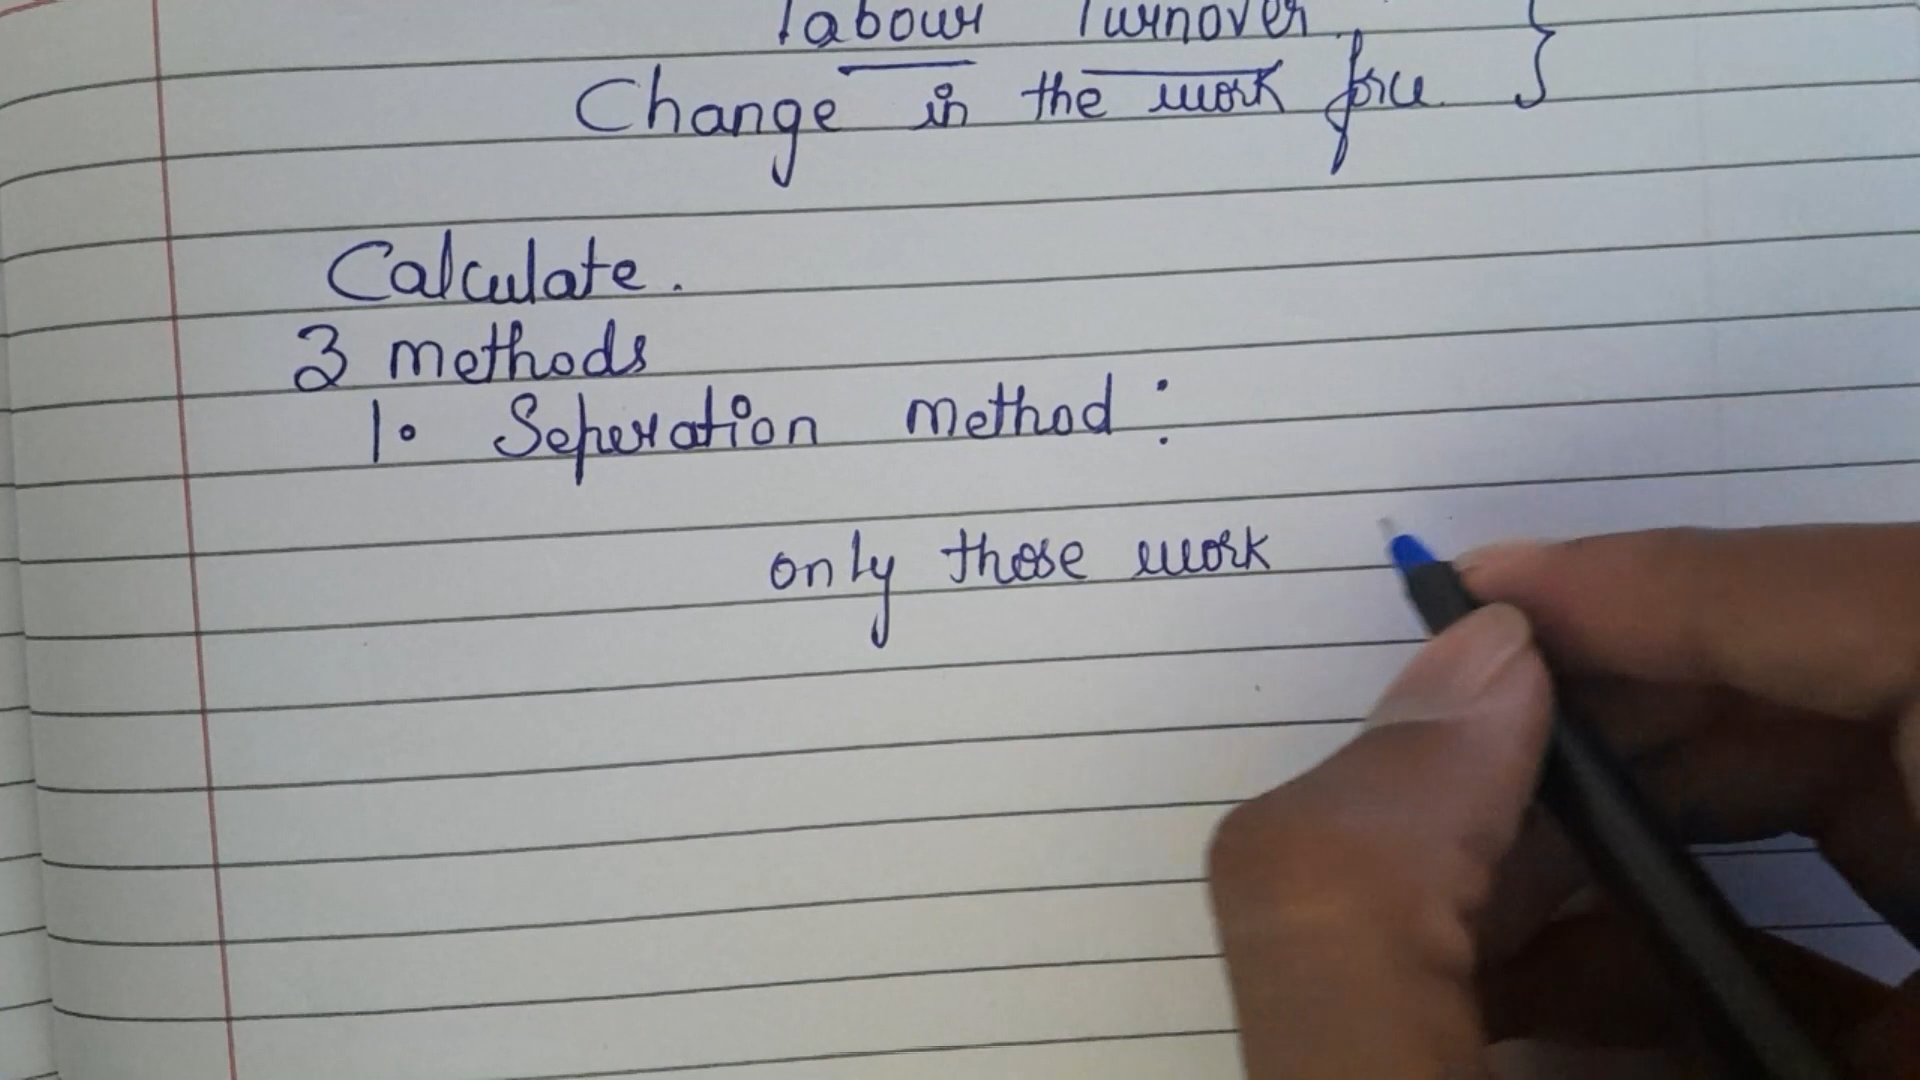 labour Turnover
Change in the work force }
Calculate.
3 methods
1. Seperation method :
only those work